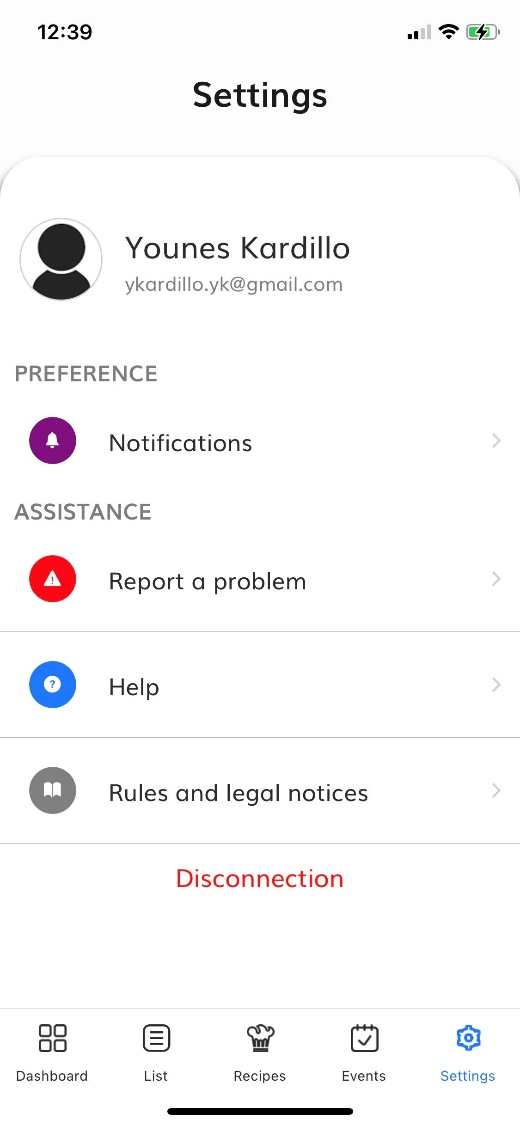 12:39
Settings
Younes Kardillo
ykardillo.yk@gmail.com
PREFERENCE
Notifications
ASSISTANCE
Report a problem
Help
Rules and legal notices
Disconnection
Dashboard
List
Recipes
Events
Settings